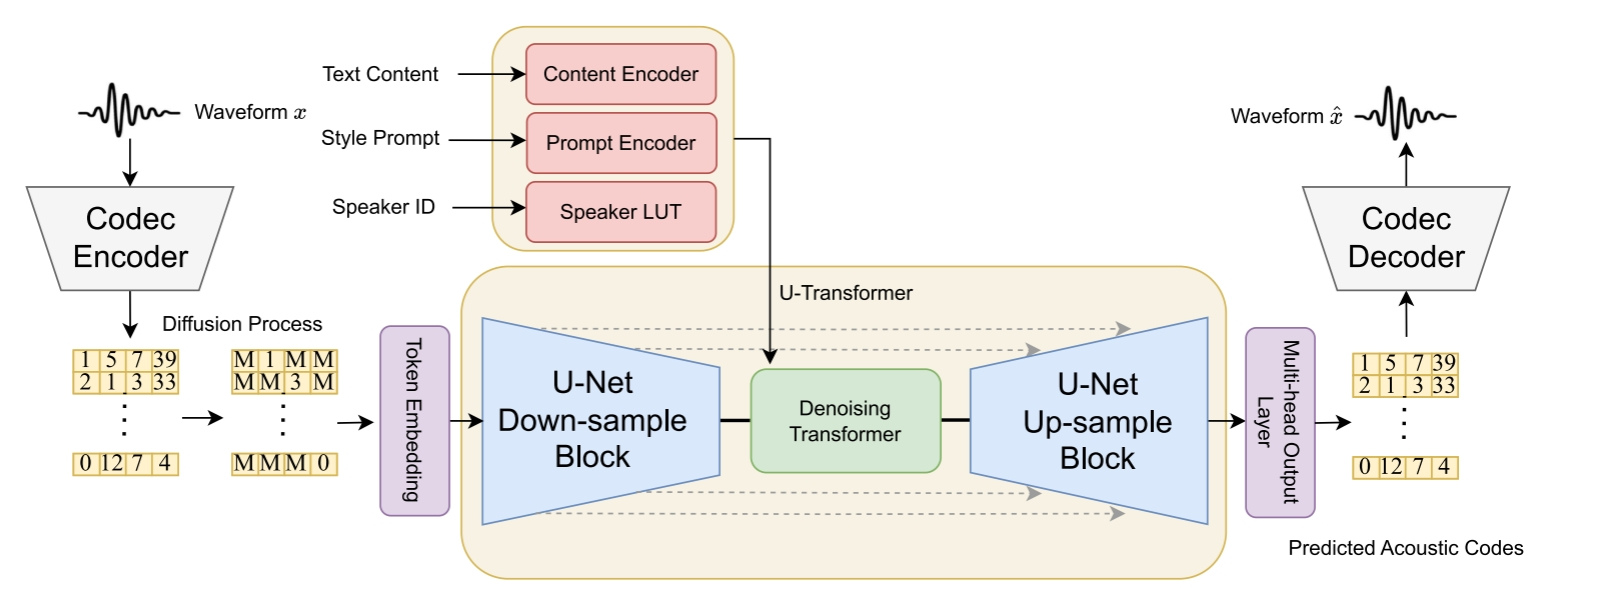 Text Content
Content Encoder
Waveform x
Style Prompt
Prompt Encoder
Speaker ID
Speaker LUT
Waveform x̂
Codec
Encoder
Codec
Decoder
Diffusion Process
U-Transformer
1 5 7 39
2 1 3 33
0 12 7 4
M 1 M M
M M 3 M
M M M 0
Token Embedding
U-Net
Down-sample
Block
Denoising
Transformer
U-Net
Up-sample
Block
Multi-head Output
Layer
1 5 7 39
2 1 3 33
0 12 7 4
Predicted Acoustic Codes